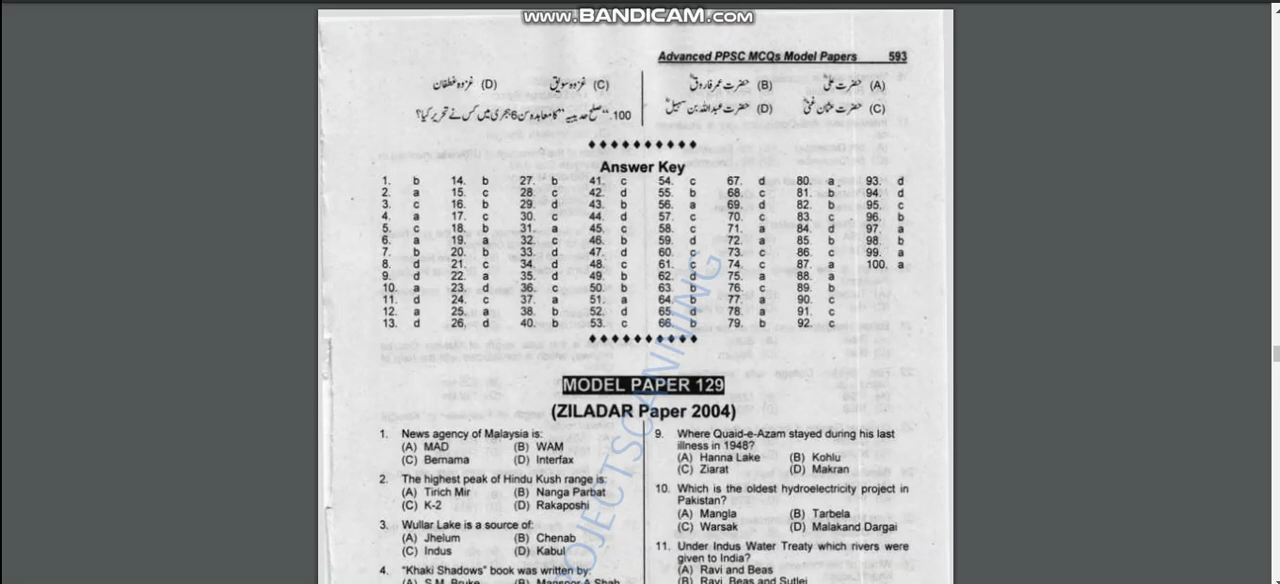 www.BANDICAM.com
Advanced PPSC MCQs Model Papers 593
(C) غزوہ سویق (D) غزوہ غطفان
100. "صلح حدیبیہ" کا معاہدہ سن 6 ہجری میں کس نے تحریر کیا؟
(A) حضرت علیؓ (B) حضرت عمر فاروقؓ
(C) حضرت عثمان غنیؓ (D) حضرت عبداللہ بن سہیلؓ
Answer Key
1. b 14. b 27. b 41. c 54. c 67. d 80. a 93. d
2. a 15. c 28. c 42. d 55. b 68. c 81. b 94. d
3. c 16. b 29. d 43. b 56. a 69. d 82. b 95. c
4. a 17. c 30. c 44. d 57. c 70. c 83. c 96. b
5. c 18. b 31. a 45. c 58. c 71. a 84. d 97. a
6. a 19. a 32. c 46. b 59. d 72. a 85. b 98. b
7. b 20. b 33. d 47. d 60. c 73. c 86. c 99. a
8. d 21. c 34. d 48. c 61. c 74. c 87. a 100. a
9. d 22. a 35. d 49. b 62. d 75. a 88. a
10. a 23. d 36. c 50. b 63. b 76. c 89. b
11. d 24. c 37. a 51. a 64. b 77. a 90. c
12. a 25. a 38. b 52. d 65. d 78. a 91. c
13. d 26. d 40. b 53. c 66. b 79. b 92. c
MODEL PAPER 129
(ZILADAR Paper 2004)
1. News agency of Malaysia is:
(A) MAD (B) WAM
(C) Bernama (D) Interfax
2. The highest peak of Hindu Kush range is:
(A) Tirich Mir (B) Nanga Parbat
(C) K-2 (D) Rakaposhi
3. Wullar Lake is a source of:
(A) Jhelum (B) Chenab
(C) Indus (D) Kabul
4. "Khaki Shadows" book was written by:
(A) S.M. Bruke (B) Mansoor A Shah
9. Where Quaid-e-Azam stayed during his last
illness in 1948?
(A) Hanna Lake (B) Kohlu
(C) Ziarat (D) Makran
10. Which is the oldest hydroelectricity project in
Pakistan?
(A) Mangla (B) Tarbela
(C) Warsak (D) Malakand Dargai
11. Under Indus Water Treaty which rivers were
given to India?
(A) Ravi and Beas
(B) Ravi, Beas and Sutlej
OJECTSCANNING